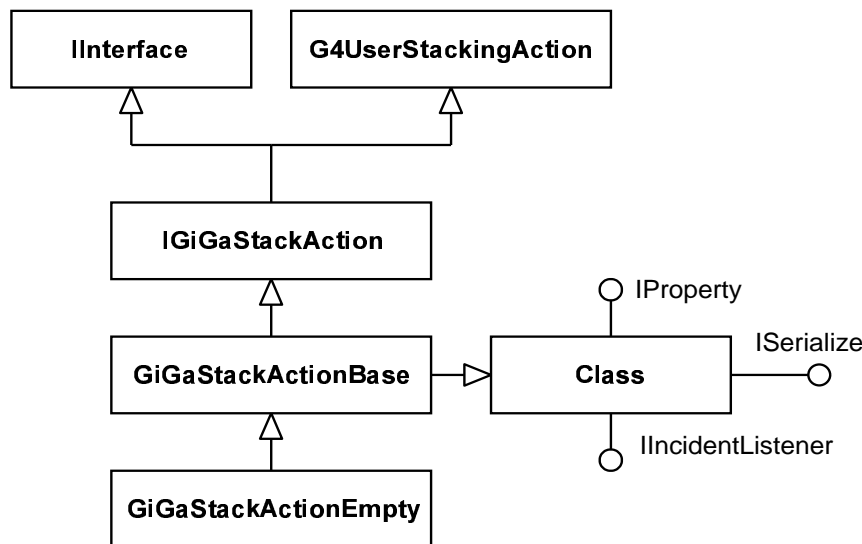 IInterface
G4UserStackingAction
IGiGaStackAction
IProperty
ISerialize
GiGaStackActionBase
Class
IIncidentListener
GiGaStackActionEmpty